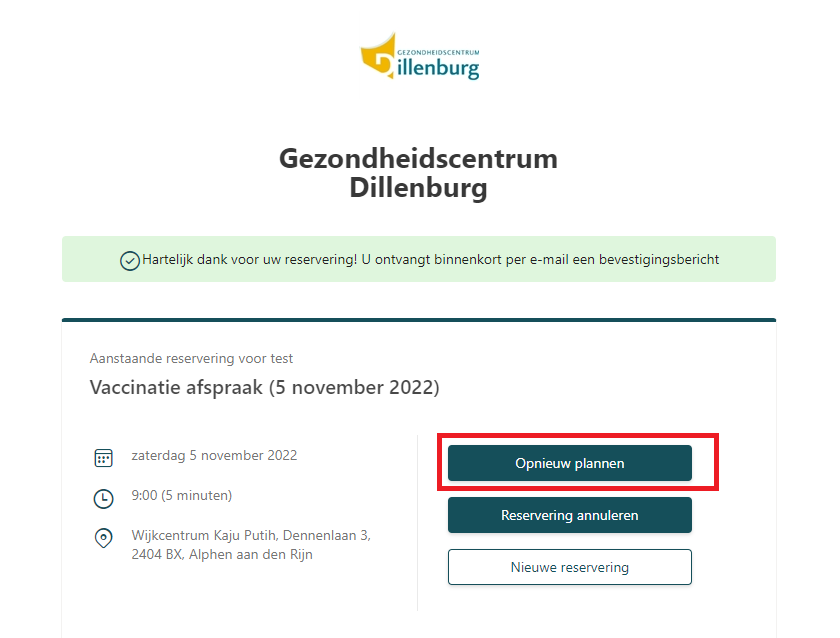 GEZONDHEIDSCENTRUM
Dillenburg
Gezondheidscentrum
Dillenburg
Hartelijk dank voor uw reservering! U ontvangt binnenkort per e-mail een bevestigingsbericht
Aanstaande reservering voor test
Vaccinatie afspraak (5 november 2022)
zaterdag 5 november 2022
9:00 (5 minuten)
Wijkcentrum Kaju Putih, Dennenlaan 3,
2404 BX, Alphen aan den Rijn
Opnieuw plannen
Reservering annuleren
Nieuwe reservering